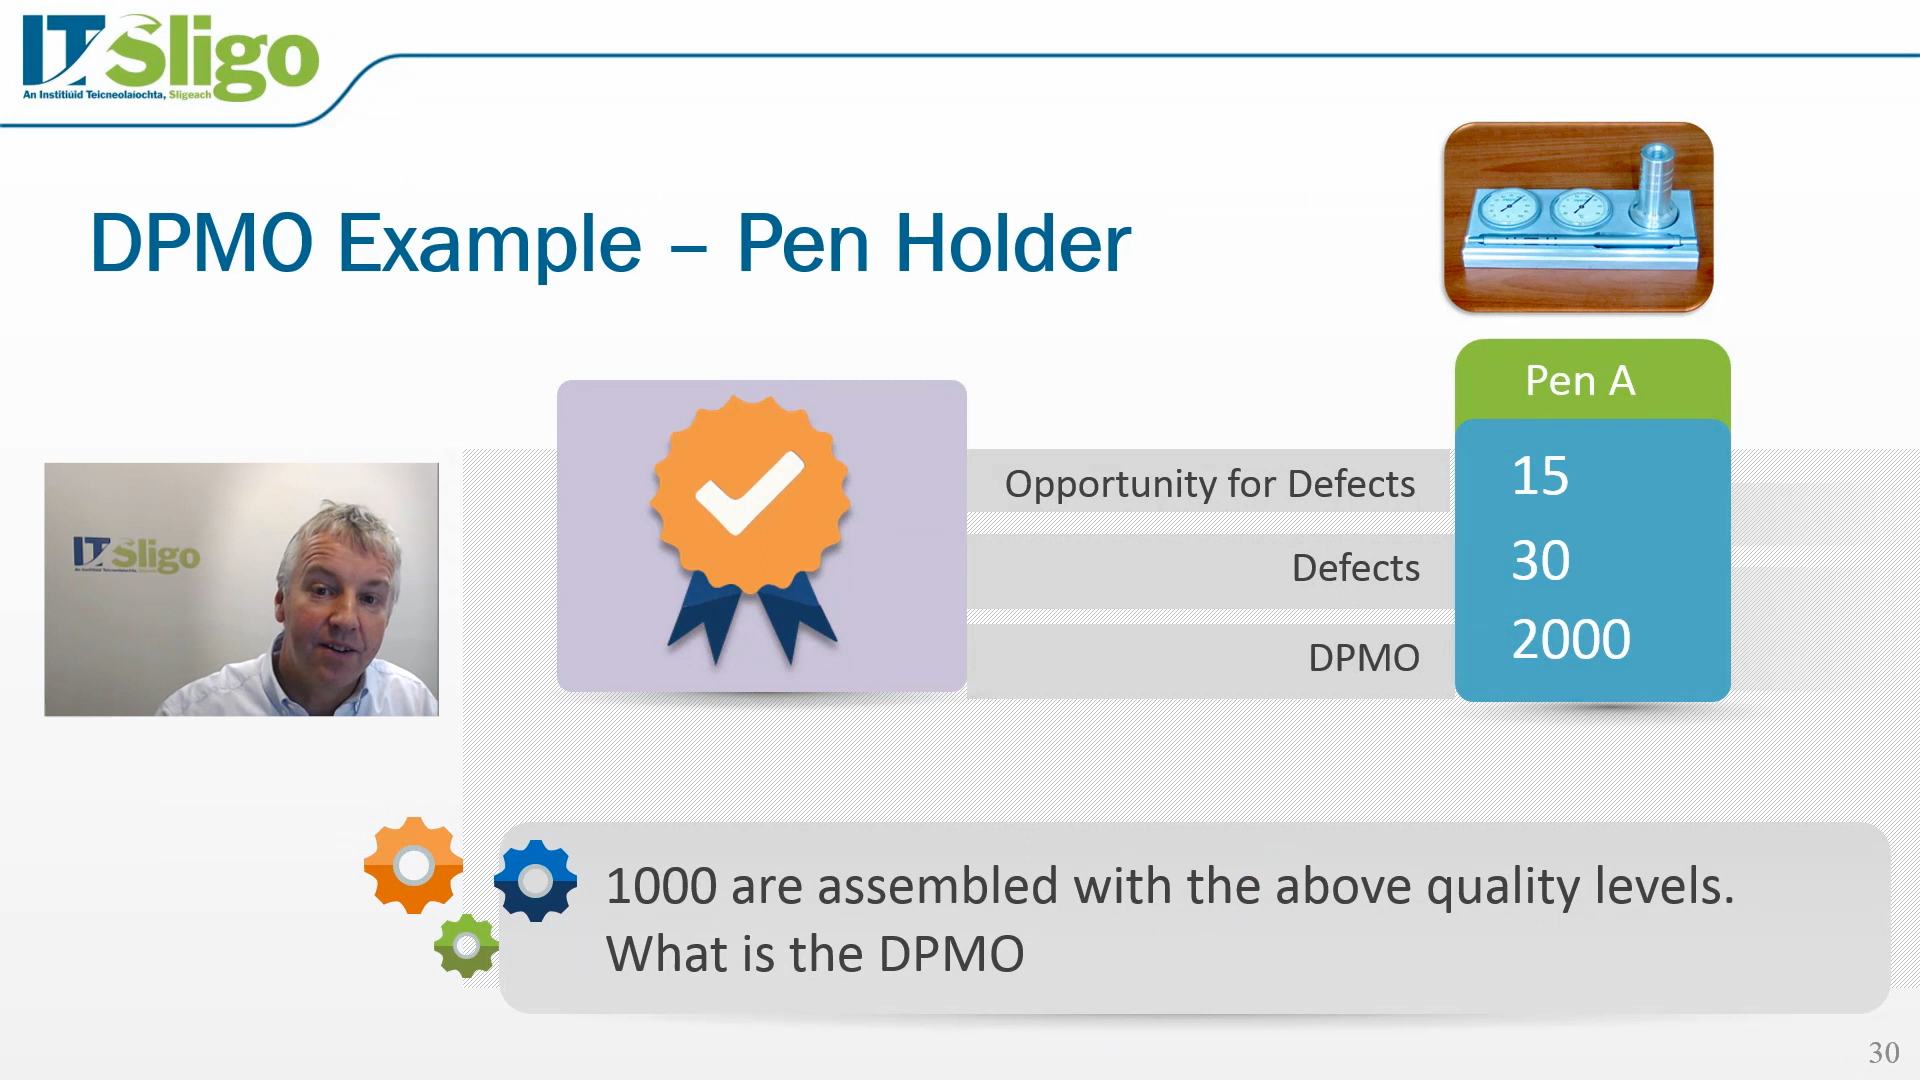 ITSligo
An Institiúid Teicneolaíochta, Sligeach
DPMO Example – Pen Holder
Pen A
Opportunity for Defects 15
Defects 30
DPMO 2000
ITSligo
1000 are assembled with the above quality levels.
What is the DPMO
30